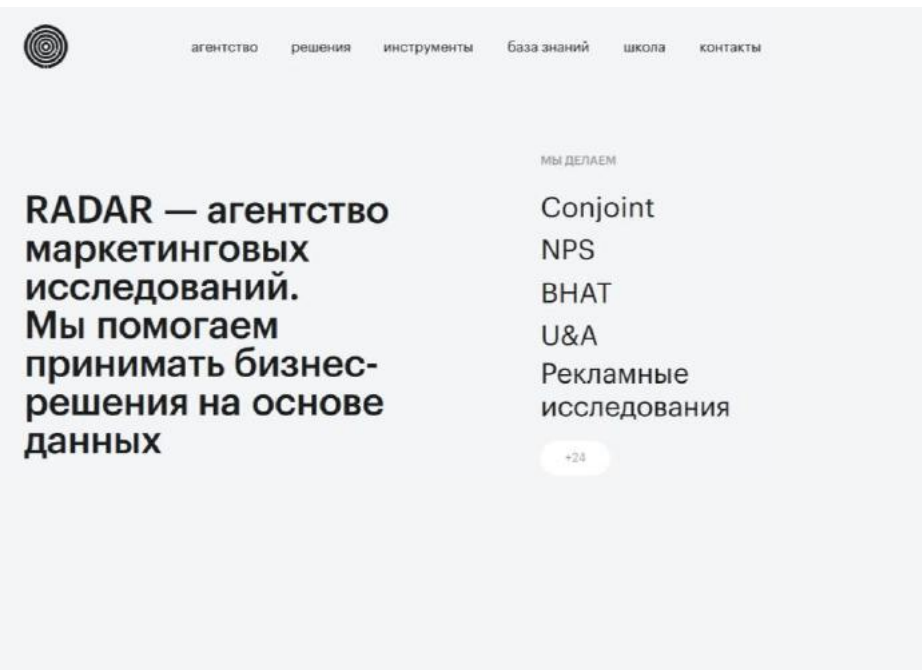 агентство решения инструменты база знаний школа контакты
RADAR — агентство
маркетинговых
исследований.
Мы помогаем
принимать бизнес-
решения на основе
данных
МЫ ДЕЛАЕМ
Conjoint
NPS
BHAT
U&A
Рекламные
исследования
+24